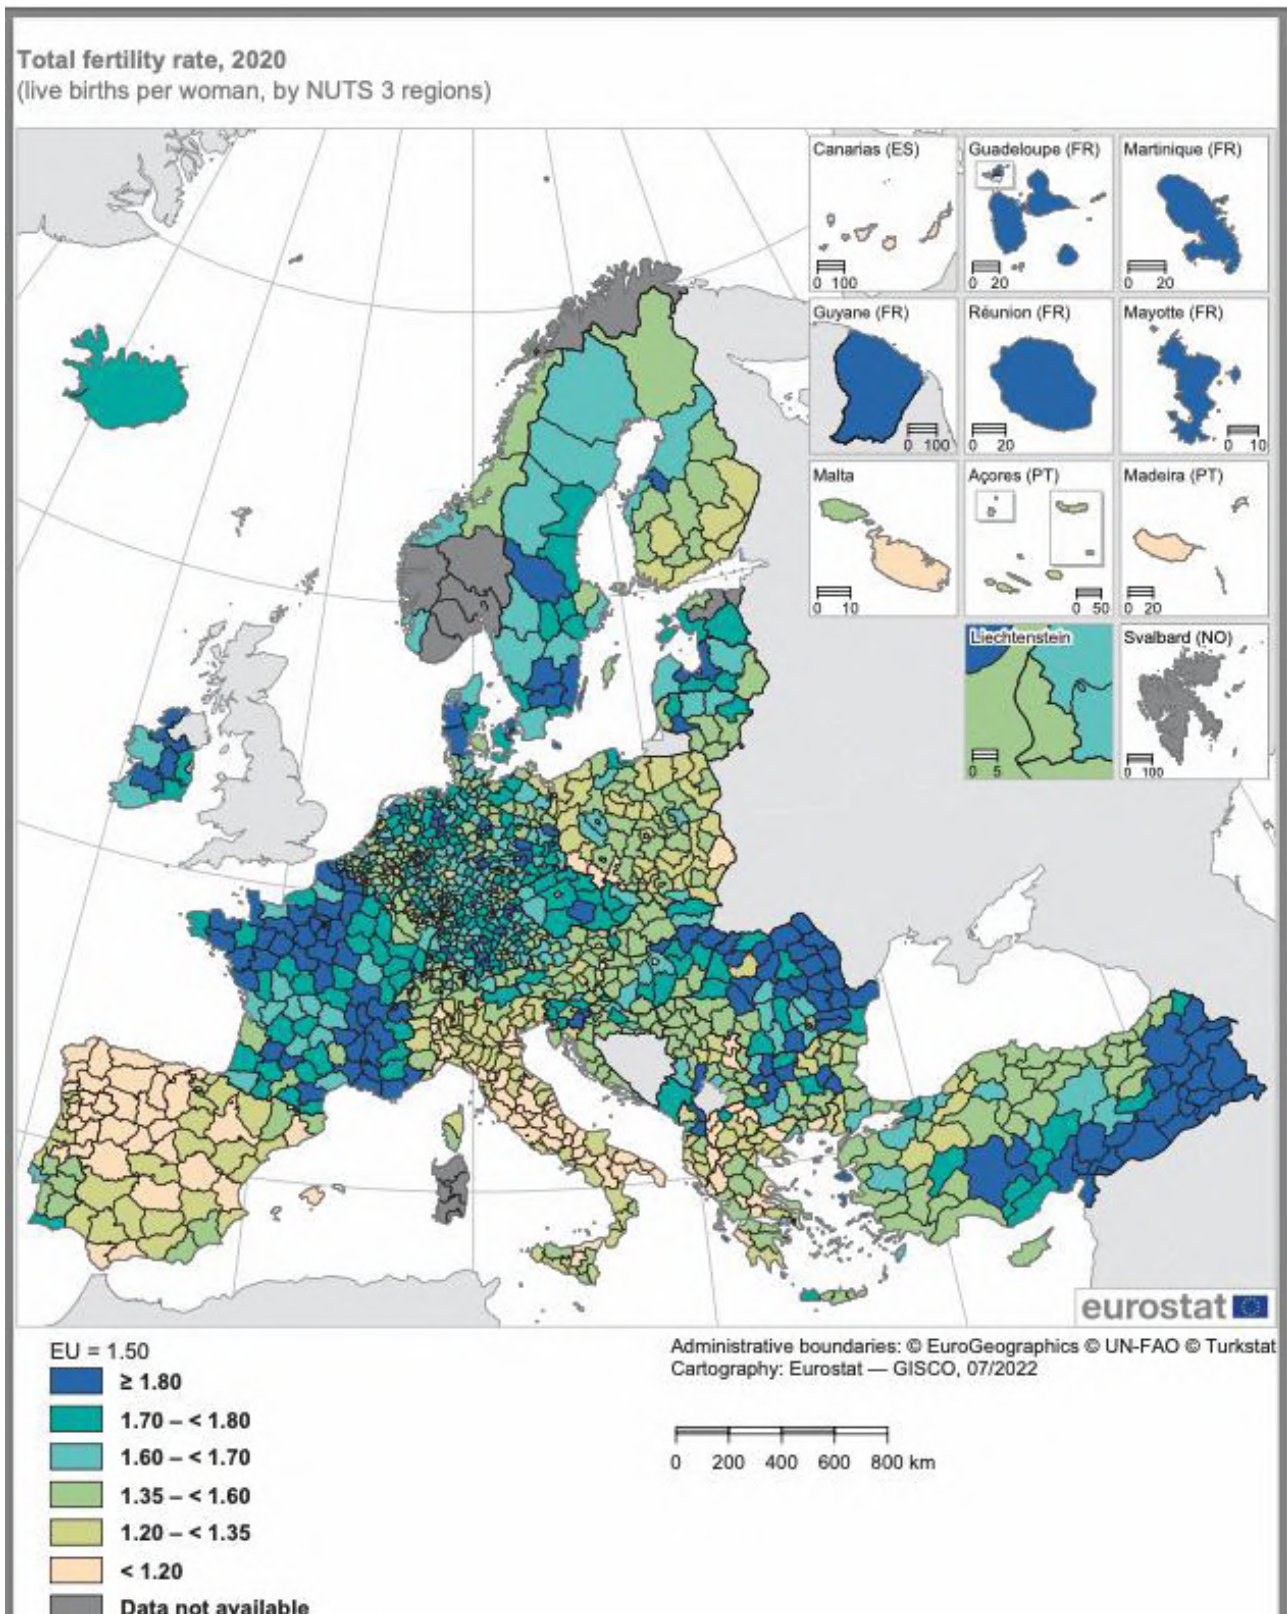 Total fertility rate, 2020
(live births per woman, by NUTS 3 regions)
Canarias (ES)
0 100
Guadeloupe (FR)
0 20
Martinique (FR)
0 20
Guyane (FR)
0 100
Réunion (FR)
0 20
Mayotte (FR)
0 10
Malta
0 10
Açores (PT)
0 50
Madeira (PT)
0 20
Liechtenstein
0 5
Svalbard (NO)
0 100
eurostat
EU = 1.50
≥ 1.80
1.70 – < 1.80
1.60 – < 1.70
1.35 – < 1.60
1.20 – < 1.35
< 1.20
Data not available
Administrative boundaries: © EuroGeographics © UN-FAO © Turkstat
Cartography: Eurostat — GISCO, 07/2022
0 200 400 600 800 km